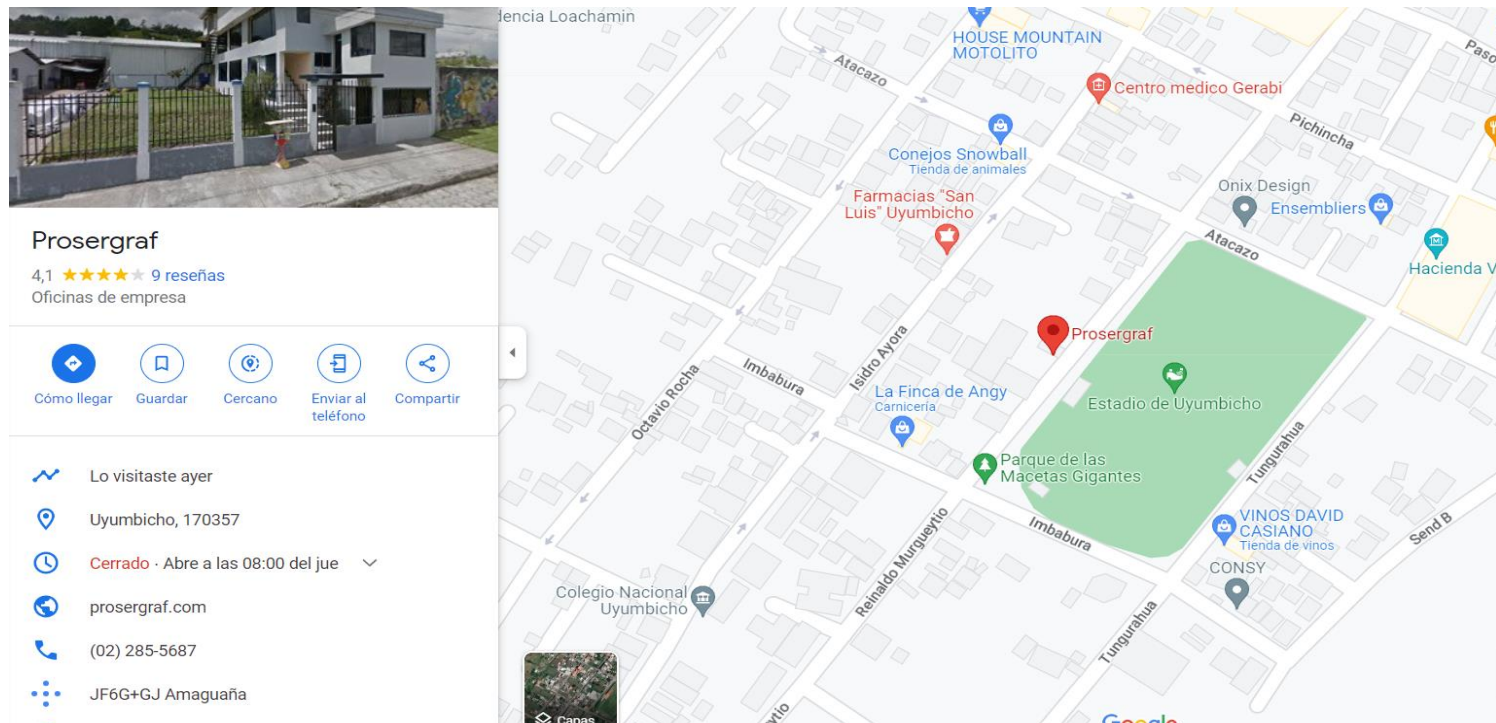 Prosergraf
4,1
9 reseñas
Oficinas de empresa
Cómo llegar
Guardar
Cercano
Enviar al
teléfono
Compartir
Lo visitaste ayer
Uyumbicho, 170357
Cerrado · Abre a las 08:00 del jue
prosergraf.com
(02) 285-5687
JF6G+GJ Amaguaña
dencia Loachamin
HOUSE MOUNTAIN
MOTOLITO
Atacazo
Paso
Centro medico Gerabi
Pichincha
Conejos Snowball
Tienda de animales
Farmacias "San
Luis" Uyumbicho
Onix Design
Ensembliers
Atacazo
Hacienda V
Prosergraf
Isidro Ayora
Imbabura
Octavio Rocha
La Finca de Angy
Carnicería
Estadio de Uyumbicho
Parque de las
Macetas Gigantes
Tungurahua
Imbabura
VINOS DAVID
CASIANO
Tienda de vinos
Send B
CONSY
Reinaldo Murgueytio
Colegio Nacional
Uyumbicho
Tungurahua
Capas
ytio
Google